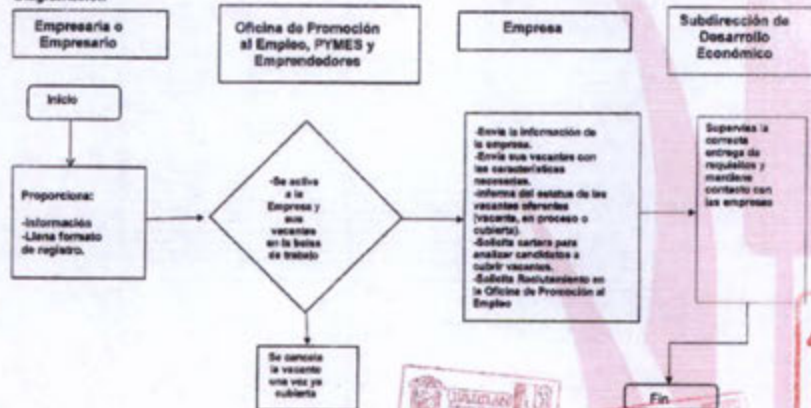 Empresaria o
Empresario
Oficina de Promoción
al Empleo, PYMES y
Emprendedores
Empresa
Subdirección de
Desarrollo
Económico
Inicio
Proporciona:
-Información
-Llena formato
de registro.
-Se activa
a la
Empresa y
sus
vacantes
en la bolsa
de trabajo
Se cancela
la vacante
una vez ya
cubierta
-Envía la información de
la empresa.
-Envía sus vacantes con
las características
necesarias.
-Informa del estatus de las
vacantes oferentes
(vacante, en proceso o
cubierta).
-Solicita cartera para
analizar candidatos a
cubrir vacantes.
-Solicita Reclutamiento en
la Oficina de Promoción al
Empleo
Supervisa la
correcta
entrega de
requisitos y
mantiene
contacto con
las empresas
Fin